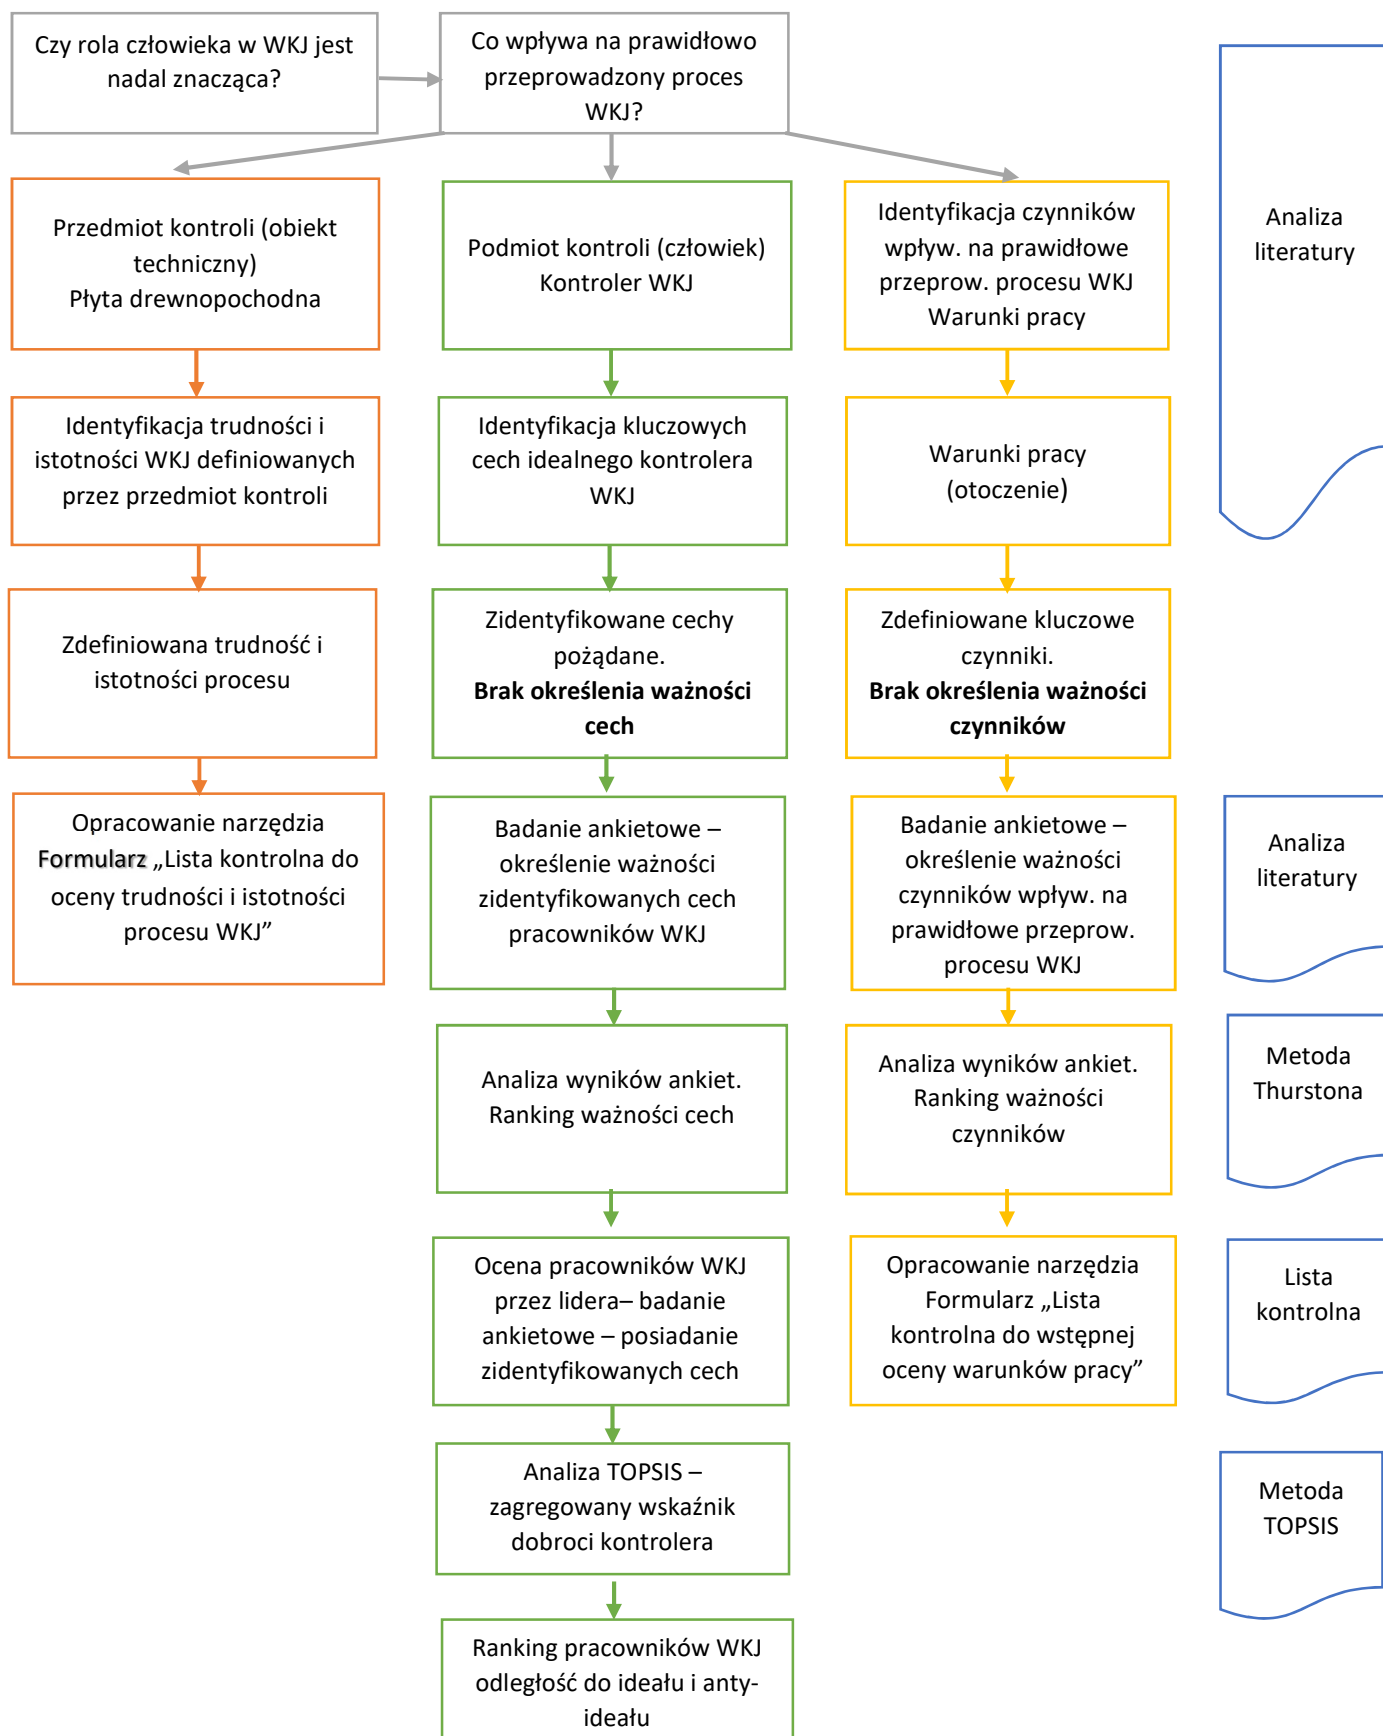 Czy rola człowieka w WKJ jest
nadal znacząca?
Co wpływa na prawidłowo
przeprowadzony proces
WKJ?
Przedmiot kontroli (obiekt
techniczny)
Płyta drewnopochodna
Podmiot kontroli (człowiek)
Kontroler WKJ
Identyfikacja czynników
wpływ. na prawidłowe
przeprow. procesu WKJ
Warunki pracy
Analiza
literatury
Identyfikacja trudności i
istotności WKJ definiowanych
przez przedmiot kontroli
Identyfikacja kluczowych
cech idealnego kontrolera
WKJ
Warunki pracy
(otoczenie)
Zdefiniowana trudność i
istotności procesu
Zidentyfikowane cechy
pożądane.
Brak określenia ważności
cech
Zdefiniowane kluczowe
czynniki.
Brak określenia ważności
czynników
Opracowanie narzędzia
Formularz „Lista kontrolna do
oceny trudności i istotności
procesu WKJ”
Badanie ankietowe –
określenie ważności
zidentyfikowanych cech
pracowników WKJ
Badanie ankietowe –
określenie ważności
czynników wpływ. na
prawidłowe przeprow.
procesu WKJ
Analiza
literatury
Analiza wyników ankiet.
Ranking ważności cech
Analiza wyników ankiet.
Ranking ważności
czynników
Metoda
Thurstona
Ocena pracowników WKJ
przez lidera– badanie
ankietowe – posiadanie
zidentyfikowanych cech
Opracowanie narzędzia
Formularz „Lista
kontrolna do wstępnej
oceny warunków pracy”
Lista
kontrolna
Analiza TOPSIS –
zagregowany wskaźnik
dobroci kontrolera
Metoda
TOPSIS
Ranking pracowników WKJ
odległość do ideału i anty-
ideału